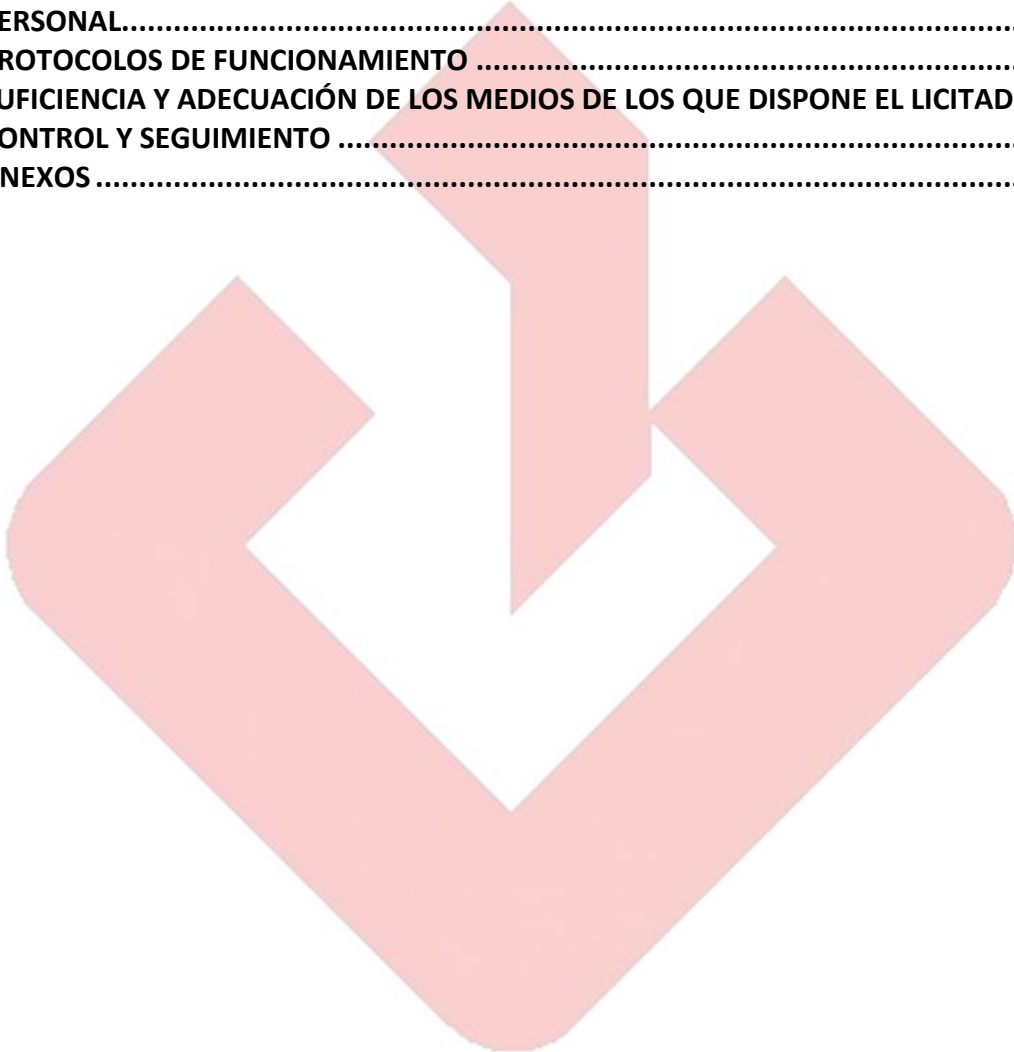 ERSONAL..........................................................................................
ROTOCOLOS DE FUNCIONAMIENTO ......................................................
UFICIENCIA Y ADECUACIÓN DE LOS MEDIOS DE LOS QUE DISPONE EL LICITAD
ONTROL Y SEGUIMIENTO ....................................................................
NEXOS ............................................................................................